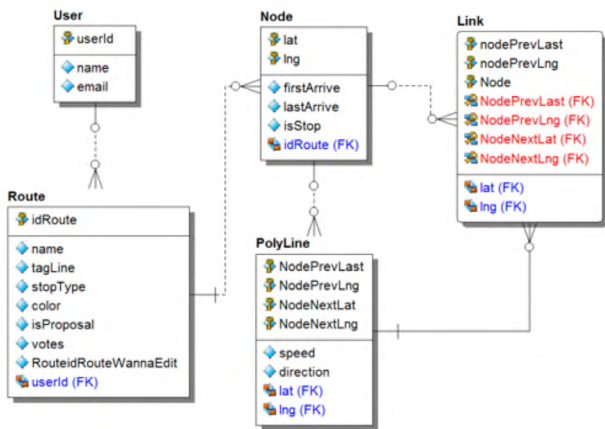 User
userId
name
email
Node
lat
lng
firstArrive
lastArrive
isStop
idRoute (FK)
Link
nodePrevLast
nodePrevLng
Node
NodePrevLast (FK)
NodePrevLng (FK)
NodeNextLat (FK)
NodeNextLng (FK)
lat (FK)
lng (FK)
Route
idRoute
name
tagLine
stopType
color
isProposal
votes
RouteidRouteWannaEdit
userId (FK)
PolyLine
NodePrevLast
NodePrevLng
NodeNextLat
NodeNextLng
speed
direction
lat (FK)
lng (FK)